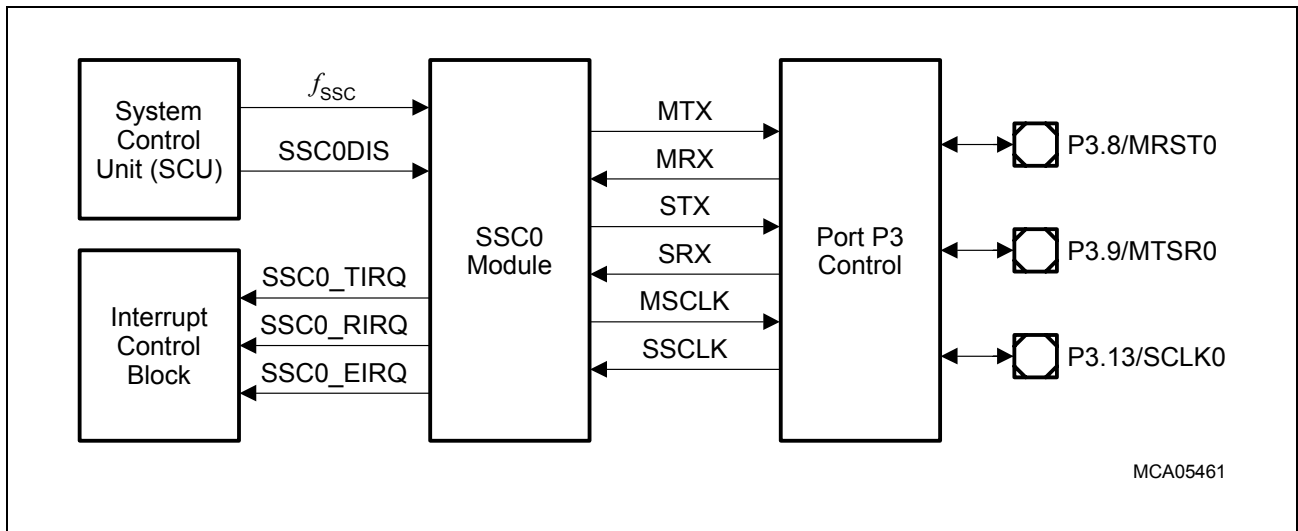 System
Control
Unit (SCU)
fSSC
SSC0DIS
Interrupt
Control
Block
SSC0_TIRQ
SSC0_RIRQ
SSC0_EIRQ
SSC0
Module
MTX
MRX
STX
SRX
MSCLK
SSCLK
Port P3
Control
P3.8/MRST0
P3.9/MTSR0
P3.13/SCLK0
MCA05461